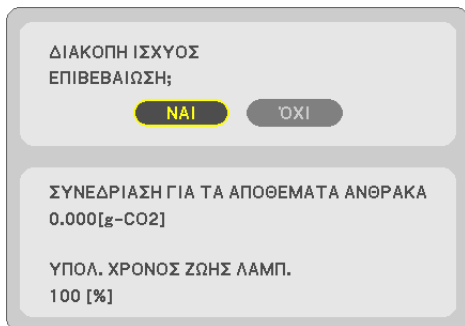 ΔΙΑΚΟΠΗ ΙΣΧΥΟΣ
ΕΠΙΒΕΒΑΙΩΣΗ;
ΝΑΙ ΌΧΙ
ΣΥΝΕΔΡΙΑΣΗ ΓΙΑ ΤΑ ΑΠΟΘΕΜΑΤΑ ΑΝΘΡΑΚΑ
0.000[g-CO2]
ΥΠΟΛ. ΧΡΟΝΟΣ ΖΩΗΣ ΛΑΜΠ.
100 [%]